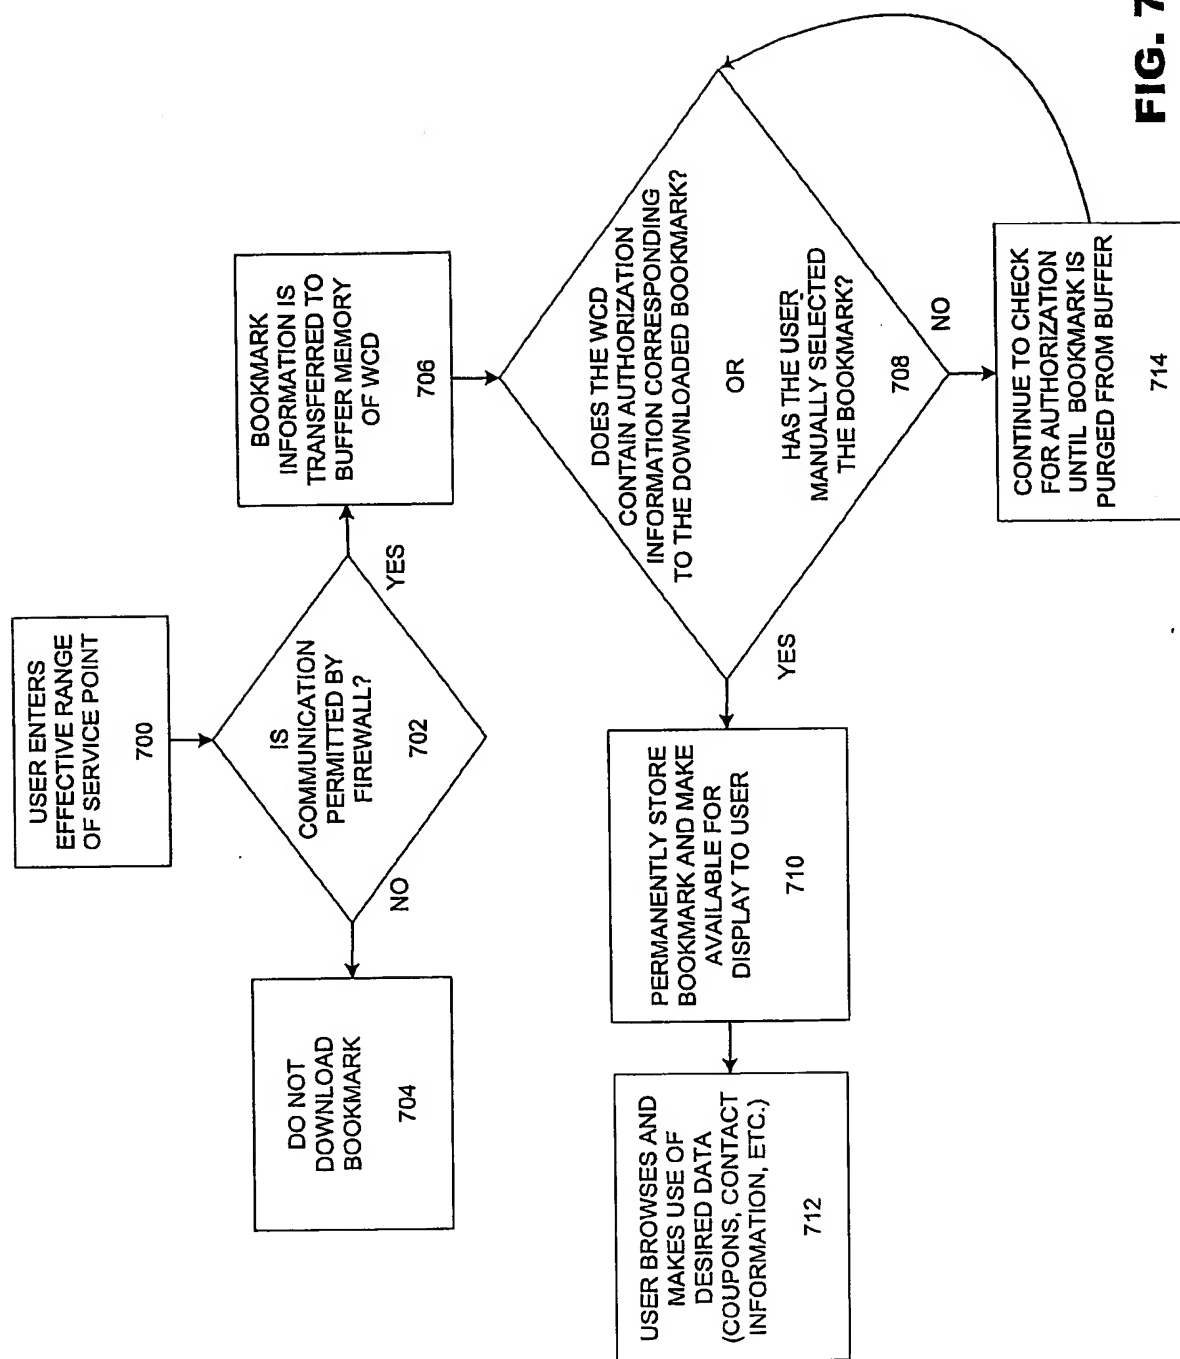 USER ENTERS
EFFECTIVE RANGE
OF SERVICE POINT
700
IS
COMMUNICATION
PERMITTED BY
FIREWALL?
702
NO
YES
DO NOT
DOWNLOAD
BOOKMARK
704
BOOKMARK
INFORMATION IS
TRANSFERRED TO
BUFFER MEMORY
OF WCD
706
DOES THE WCD
CONTAIN AUTHORIZATION
INFORMATION CORRESPONDING
TO THE DOWNLOADED BOOKMARK?
OR
HAS THE USER
MANUALLY SELECTED
THE BOOKMARK?
708
YES
NO
PERMANENTLY STORE
BOOKMARK AND MAKE
AVAILABLE FOR
DISPLAY TO USER
710
USER BROWSES AND
MAKES USE OF
DESIRED DATA
(COUPONS, CONTACT
INFORMATION, ETC.)
712
CONTINUE TO CHECK
FOR AUTHORIZATION
UNTIL BOOKMARK IS
PURGED FROM BUFFER
714
FIG. 7